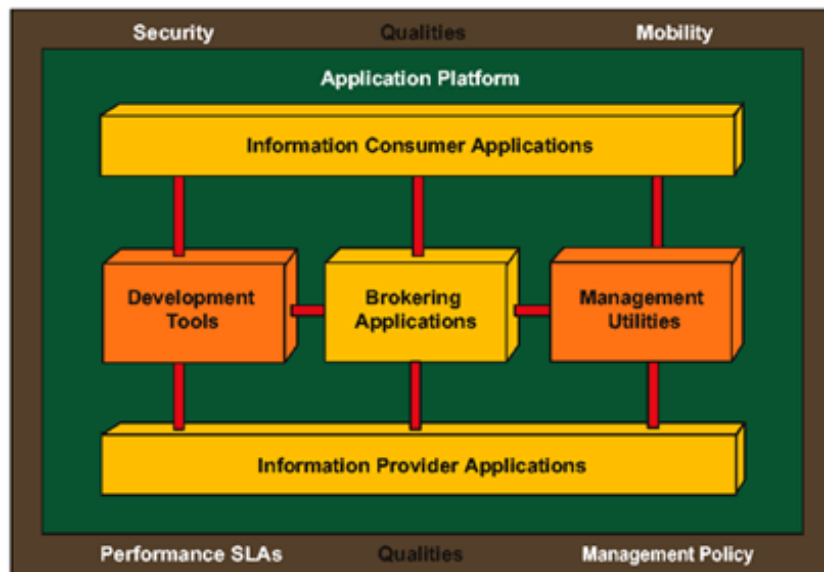 Security Qualities Mobility
Application Platform
Information Consumer Applications
Development
Tools
Brokering
Applications
Management
Utilities
Information Provider Applications
Performance SLAs Qualities Management Policy